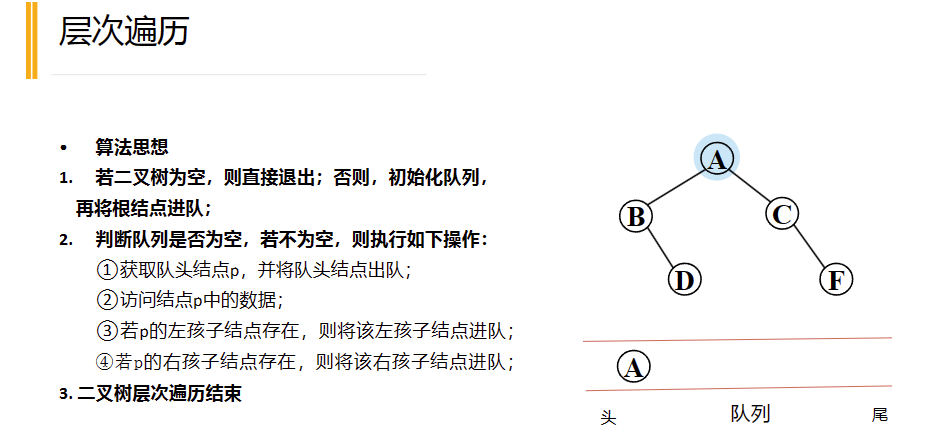 层次遍历
• 算法思想
1. 若二叉树为空，则直接退出；否则，初始化队列，
再将根结点进队；
2. 判断队列是否为空，若不为空，则执行如下操作：
①获取队头结点p，并将队头结点出队；
②访问结点p中的数据；
③若p的左孩子结点存在，则将该左孩子结点进队；
④若p的右孩子结点存在，则将该右孩子结点进队；
3. 二叉树层次遍历结束
A
B C
D F
A
头 队列 尾